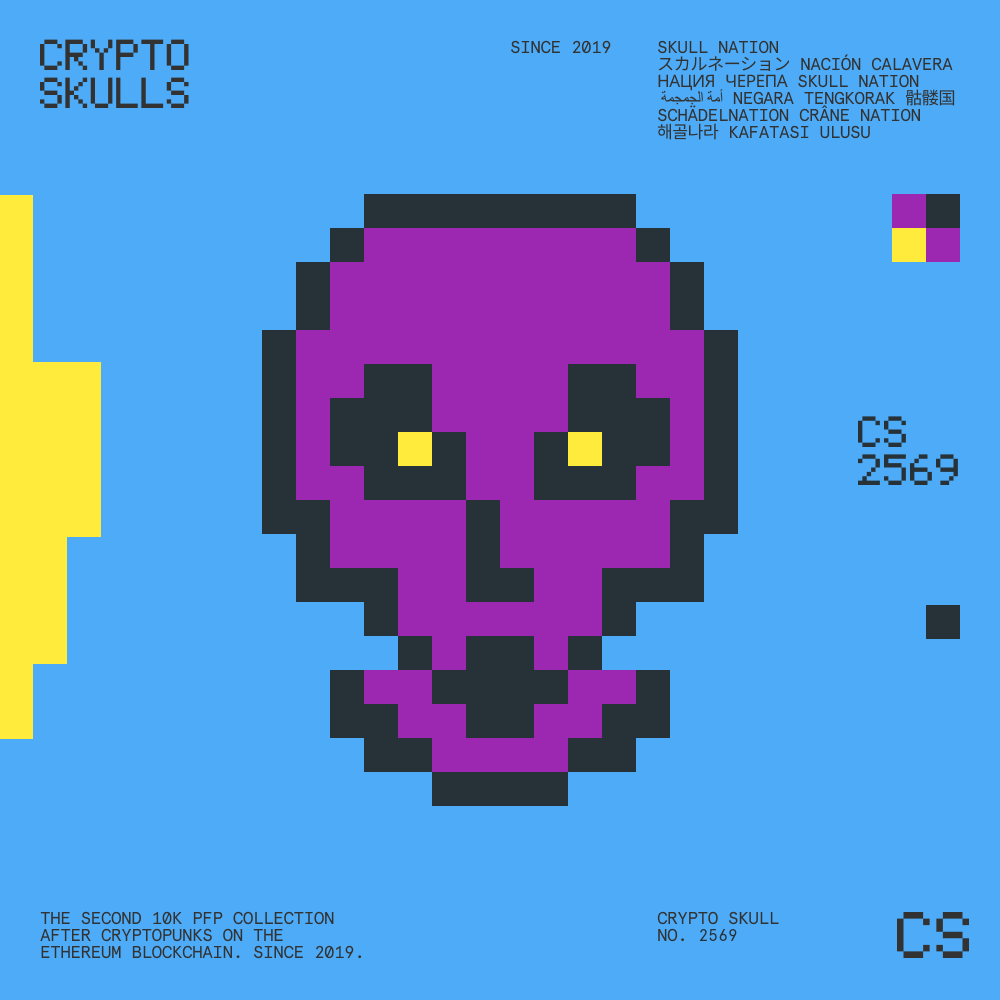 CRYPTO
SKULLS
SINCE 2019
SKULL NATION
スカルネーション NACIÓN CALAVERA
НАЦИЯ ЧЕРЕПА SKULL NATION
أمة الجمجمة NEGARA TENGKORAK 骷髅国
SCHÄDELNATION CRÂNE NATION
해골나라 KAFATASI ULUSU
CS
2569
THE SECOND 10K PFP COLLECTION
AFTER CRYPTOPUNKS ON THE
ETHEREUM BLOCKCHAIN. SINCE 2019.
CRYPTO SKULL
NO. 2569
CS